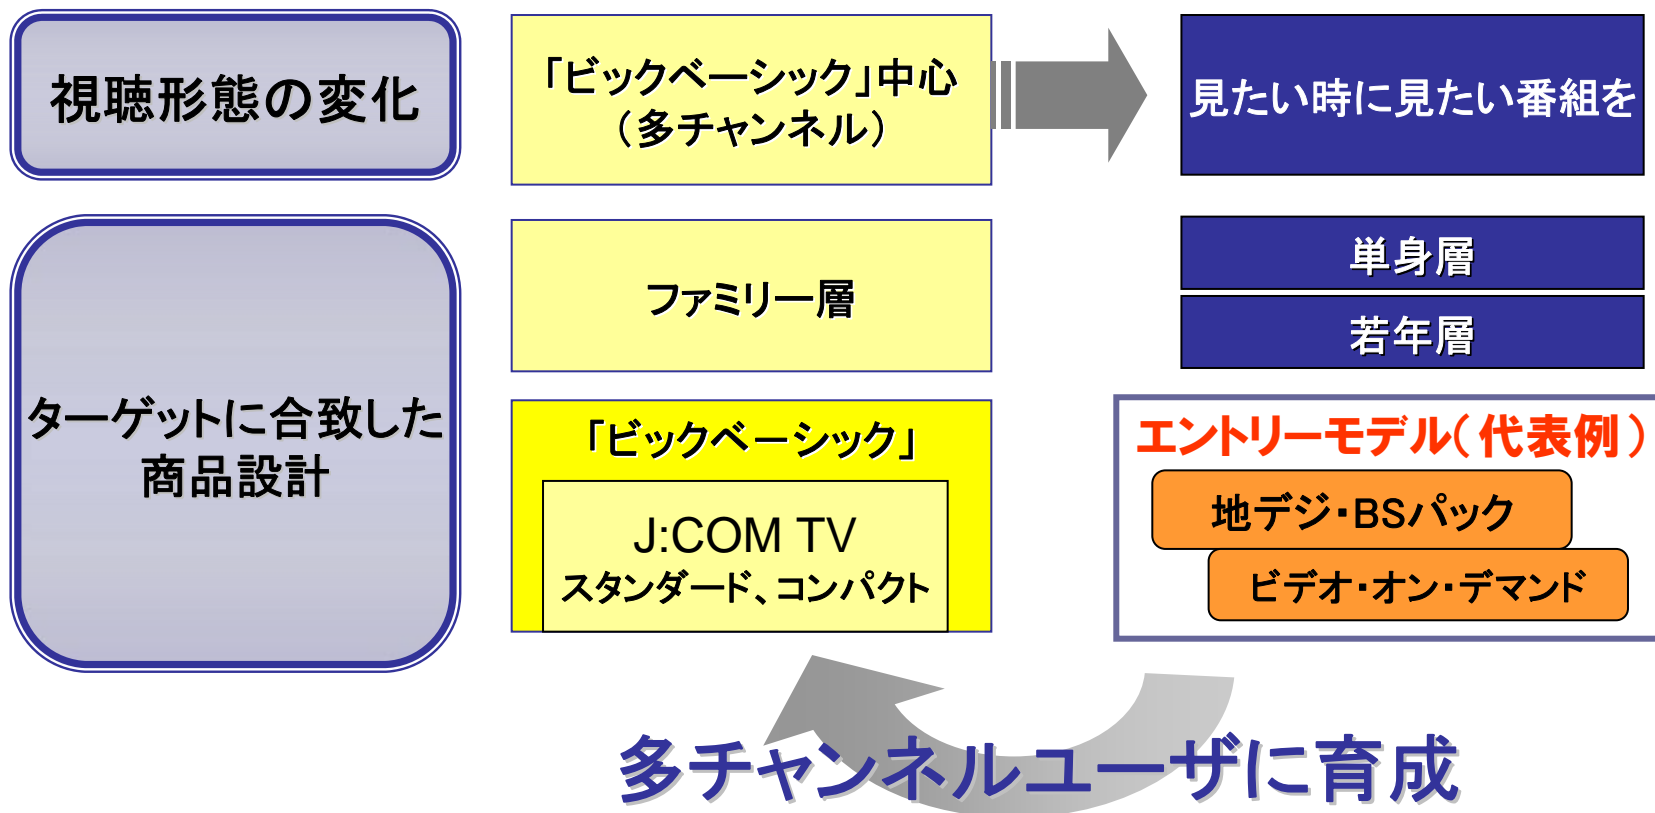 視聴形態の変化
「ビックベーシック」中心
（多チャンネル）
見たい時に見たい番組を
ターゲットに合致した
商品設計
ファミリー層
単身層
若年層
「ビックベーシック」
J:COM TV
スタンダード、コンパクト
エントリーモデル（代表例）
地デジ・BSパック
ビデオ・オン・デマンド
多チャンネルユーザに育成